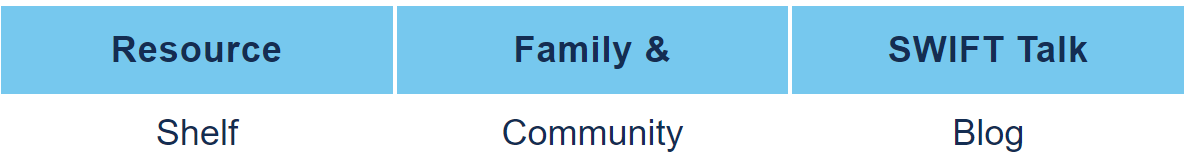 Resource Family & SWIFT Talk
Shelf Community Blog